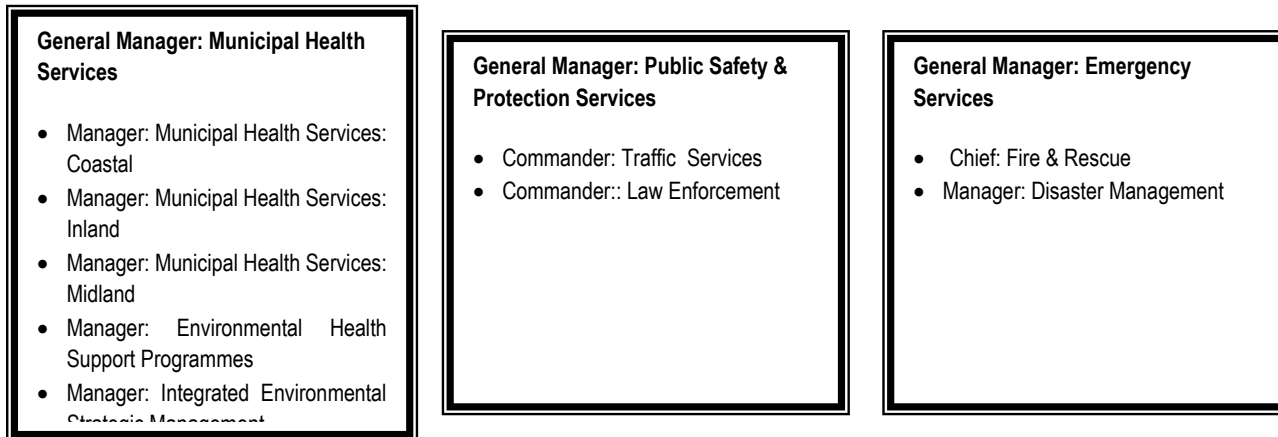 General Manager: Municipal Health
Services
• Manager: Municipal Health Services:
Coastal
• Manager: Municipal Health Services:
Inland
• Manager: Municipal Health Services:
Midland
• Manager: Environmental Health
Support Programmes
• Manager: Integrated Environmental
Strategic Management
General Manager: Public Safety &
Protection Services
• Commander: Traffic Services
• Commander:: Law Enforcement
General Manager: Emergency
Services
• Chief: Fire & Rescue
• Manager: Disaster Management